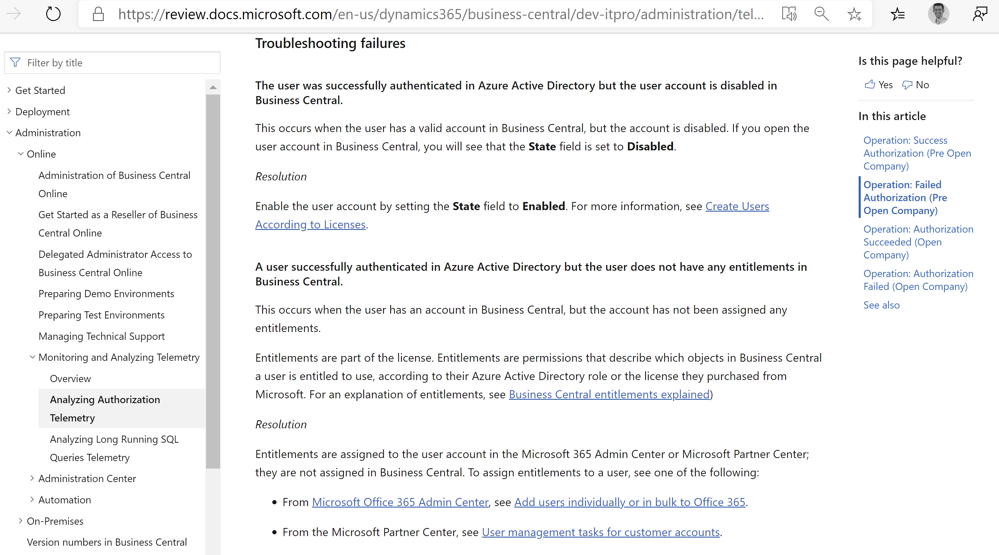 https://review.docs.microsoft.com/en-us/dynamics365/business-central/dev-itpro/administration/tel...
Filter by title
Get Started
Deployment
Administration
Online
Administration of Business Central
Online
Get Started as a Reseller of Business
Central Online
Delegated Administrator Access to
Business Central Online
Preparing Demo Environments
Preparing Test Environments
Managing Technical Support
Monitoring and Analyzing Telemetry
Overview
Analyzing Authorization
Telemetry
Analyzing Long Running SQL
Queries Telemetry
Administration Center
Automation
On-Premises
Version numbers in Business Central
Troubleshooting failures
The user was successfully authenticated in Azure Active Directory but the user account is disabled in
Business Central.
This occurs when the user has a valid account in Business Central, but the account is disabled. If you open the
user account in Business Central, you will see that the State field is set to Disabled.
Resolution
Enable the user account by setting the State field to Enabled. For more information, see Create Users
According to Licenses.
A user successfully authenticated in Azure Active Directory but the user does not have any entitlements in
Business Central.
This occurs when the user has an account in Business Central, but the account has not been assigned any
entitlements.
Entitlements are part of the license. Entitlements are permissions that describe which objects in Business Central
a user is entitled to use, according to their Azure Active Directory role or the license they purchased from
Microsoft. For an explanation of entitlements, see Business Central entitlements explained)
Resolution
Entitlements are assigned to the user account in the Microsoft 365 Admin Center or Microsoft Partner Center;
they are not assigned in Business Central. To assign entitlements to a user, see one of the following:
• From Microsoft Office 365 Admin Center, see Add users individually or in bulk to Office 365.
• From the Microsoft Partner Center, see User management tasks for customer accounts.
Is this page helpful?
Yes No
In this article
Operation: Success
Authorization (Pre Open
Company)
Operation: Failed
Authorization (Pre
Open Company)
Operation: Authorization
Succeeded (Open
Company)
Operation: Authorization
Failed (Open Company)
See also